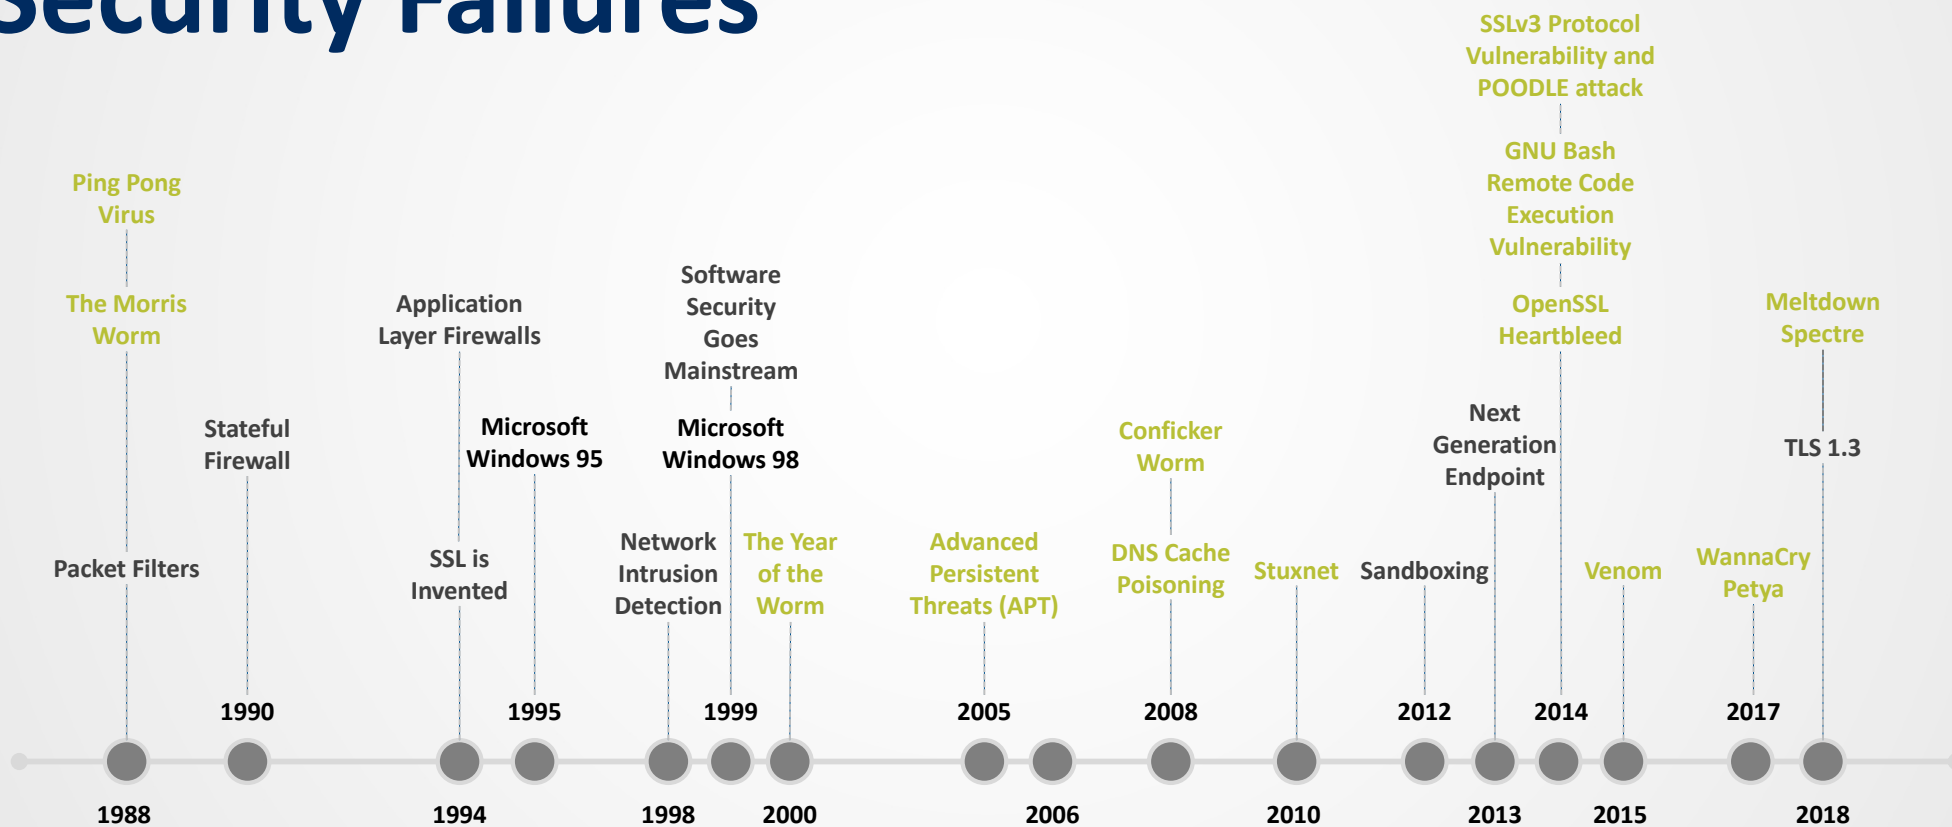 Security Failures
SSLv3 Protocol
Vulnerability and
POODLE attack
GNU Bash
Remote Code
Execution
Vulnerability
OpenSSL
Heartbleed
Ping Pong
Virus
The Morris
Worm
Packet Filters
Stateful
Firewall
Application
Layer Firewalls
SSL is
Invented
Microsoft
Windows 95
Software
Security
Goes
Mainstream
Microsoft
Windows 98
Network
Intrusion
Detection
The Year
of the
Worm
Advanced
Persistent
Threats (APT)
Conficker
Worm
DNS Cache
Poisoning
Stuxnet
Sandboxing
Next
Generation
Endpoint
Venom
WannaCry
Petya
Meltdown
Spectre
TLS 1.3
1990
1995
1999
2005
2008
2012
2014
2017
1988
1994
1998
2000
2006
2010
2013
2015
2018